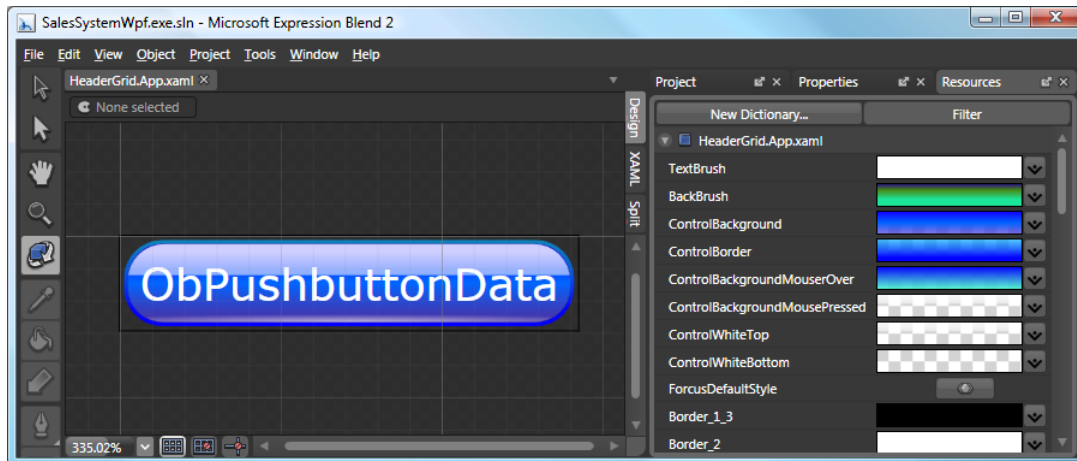 SalesSystemWpf.exe.sln - Microsoft Expression Blend 2
File Edit View Object Project Tools Window Help
HeaderGrid.App.xaml
None selected
Design
XAML
Split
ObPushbuttonData
335.02%
Project Properties Resources
New Dictionary... Filter
HeaderGrid.App.xaml
TextBrush
BackBrush
ControlBackground
ControlBorder
ControlBackgroundMouserOver
ControlBackgroundMousePressed
ControlWhiteTop
ControlWhiteBottom
ForcusDefaultStyle
Border_1_3
Border_2